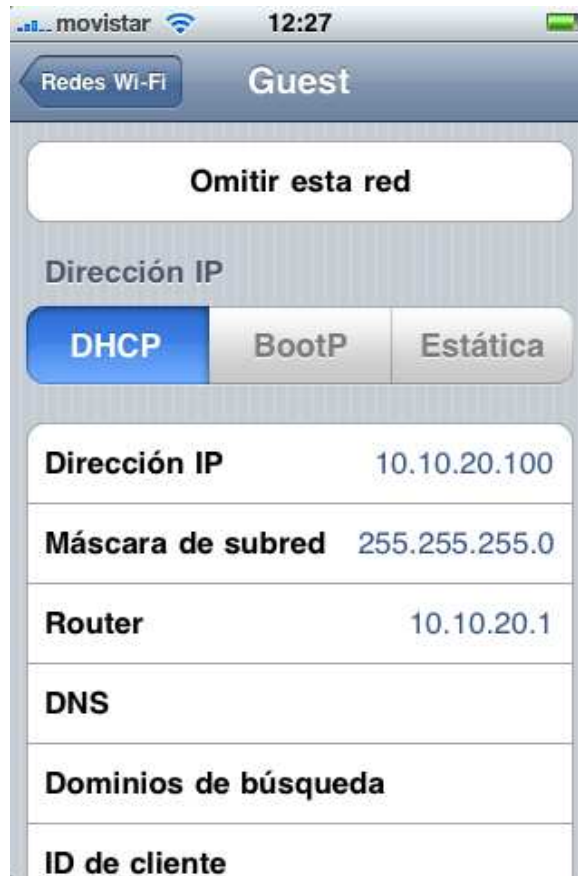 movistar 12:27
Redes Wi-Fi Guest
Omitir esta red
Dirección IP
DHCP BootP Estática
Dirección IP 10.10.20.100
Máscara de subred 255.255.255.0
Router 10.10.20.1
DNS
Dominios de búsqueda
ID de cliente